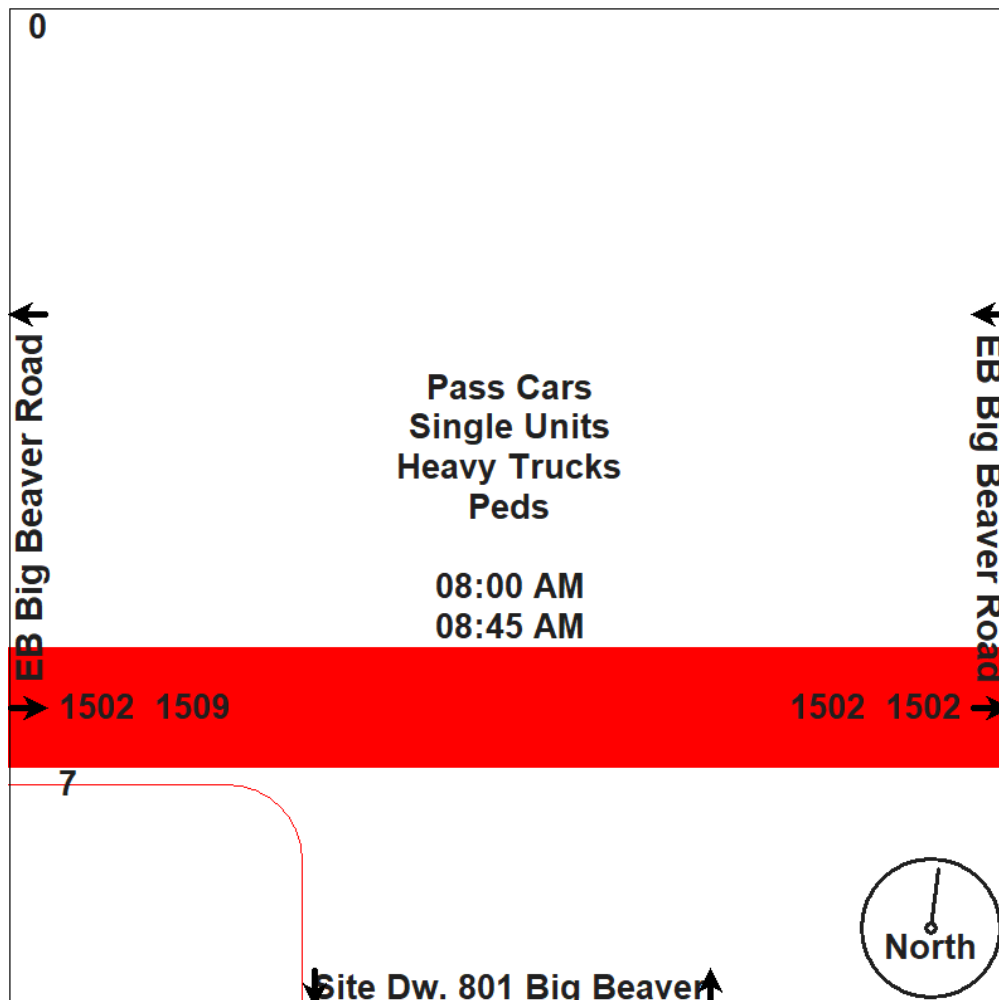 0
EB Big Beaver Road
EB Big Beaver Road
Pass Cars
Single Units
Heavy Trucks
Peds
08:00 AM
08:45 AM
1502 1509
1502 1502
7
North
Site Dw. 801 Big Beaver